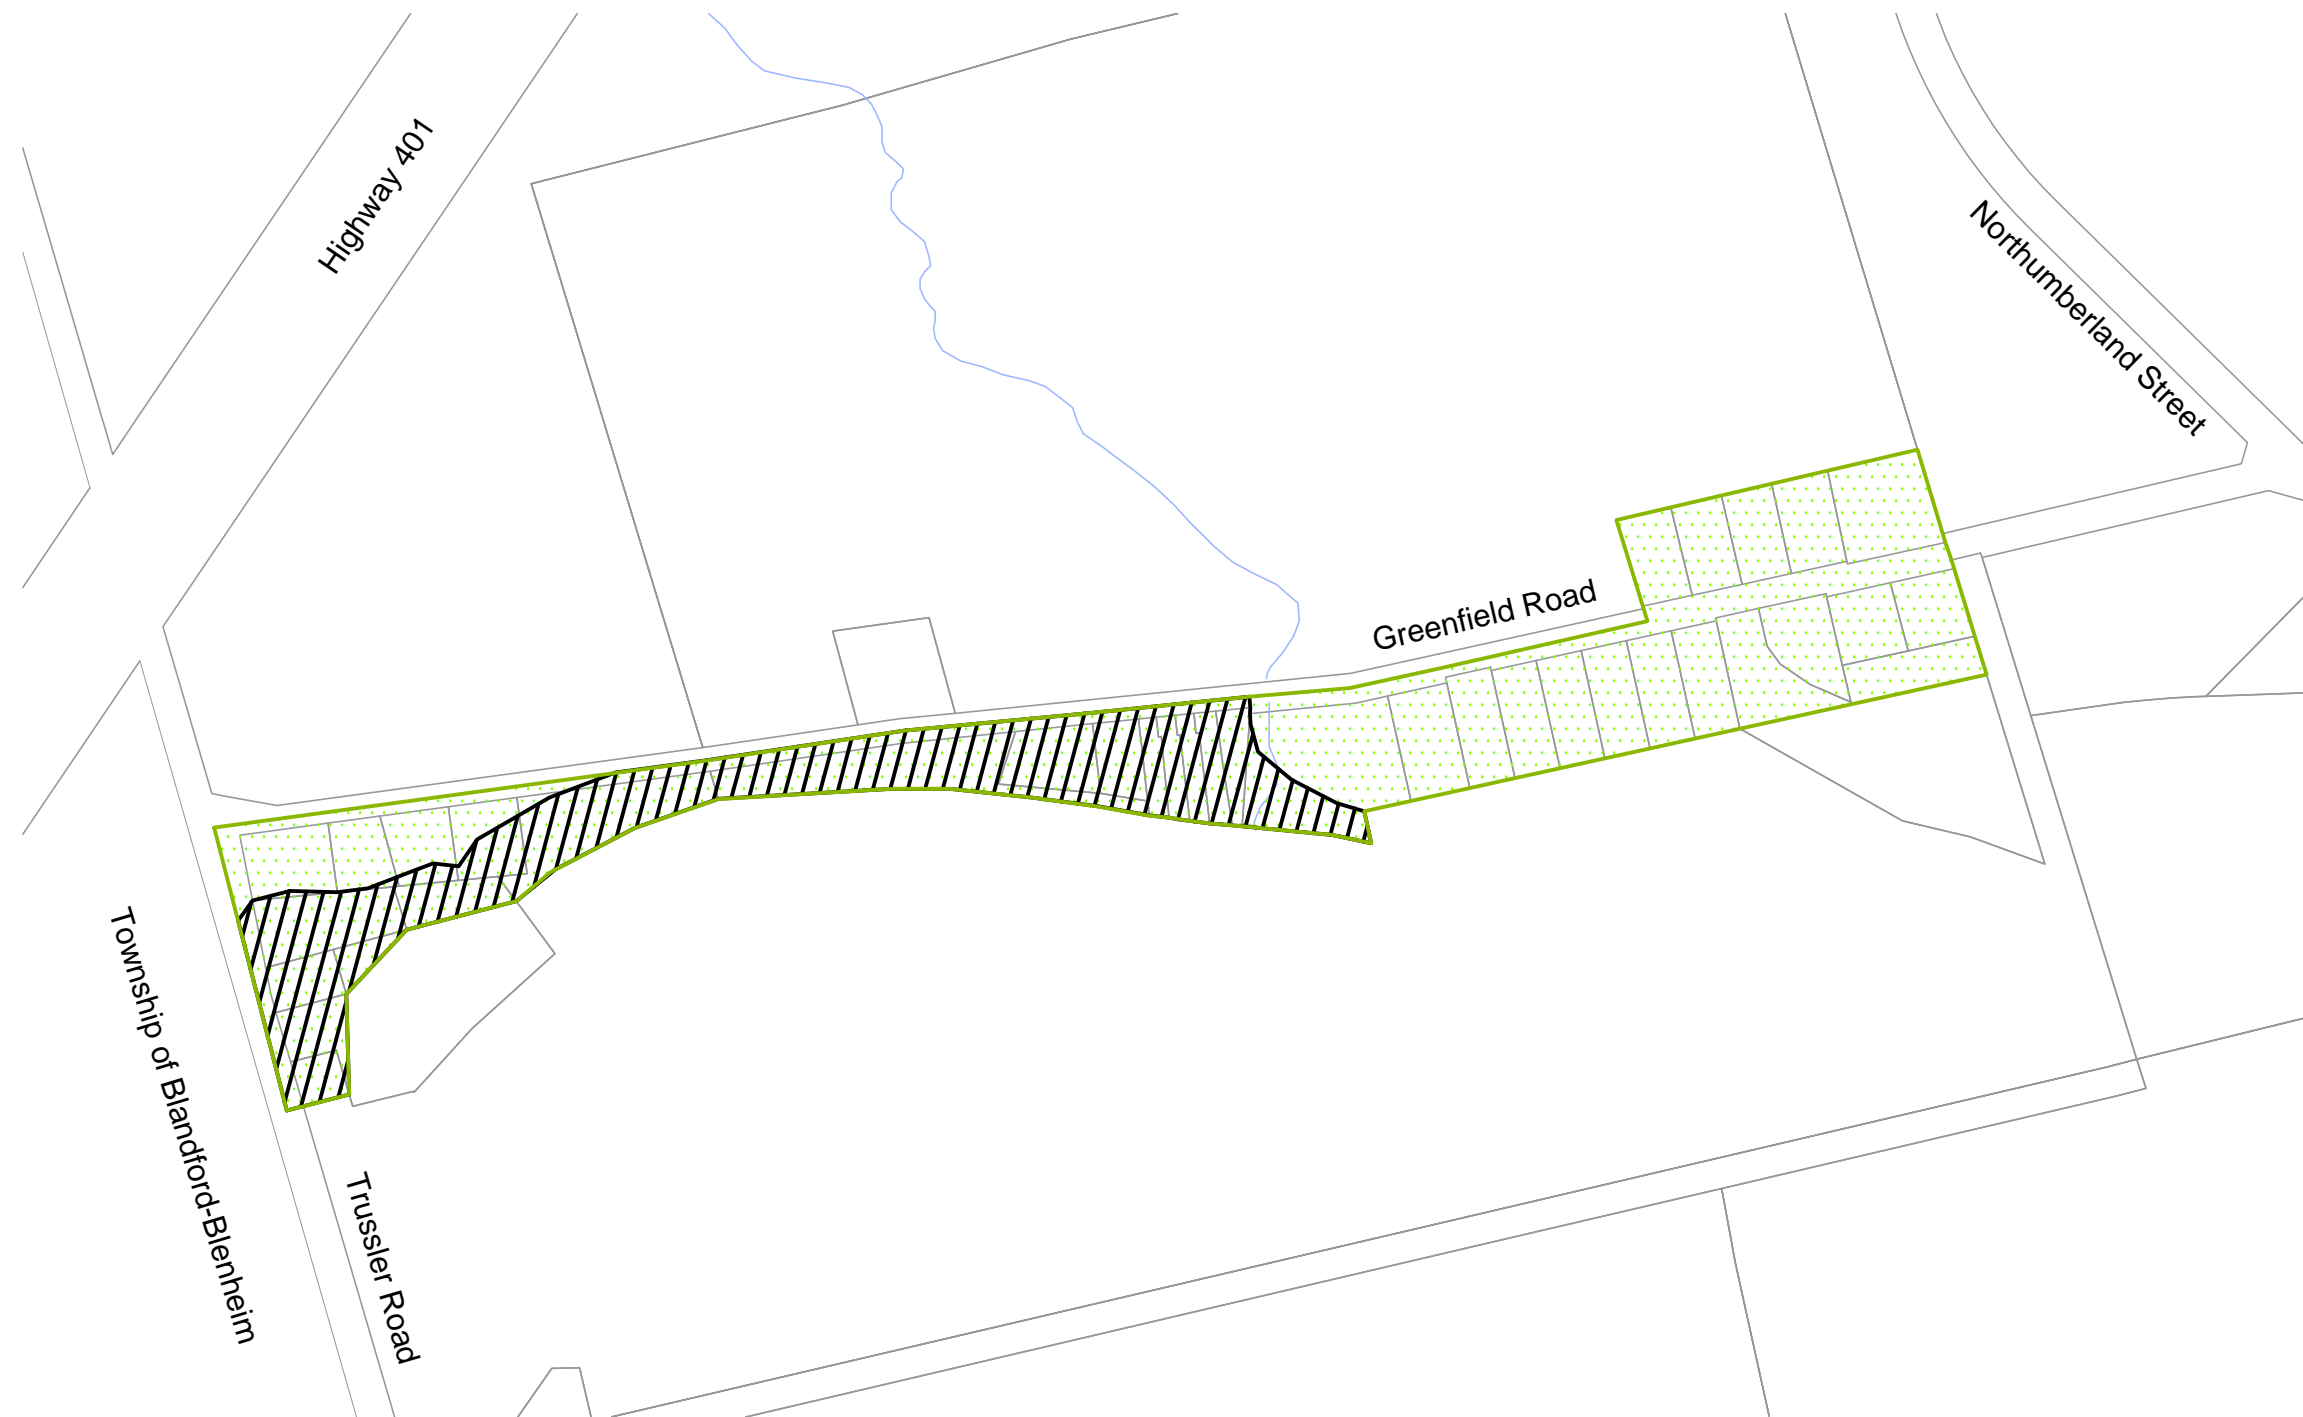 Highway 401
Northumberland Street
Greenfield Road
Township of Blandford-Blenheim
Trussler Road